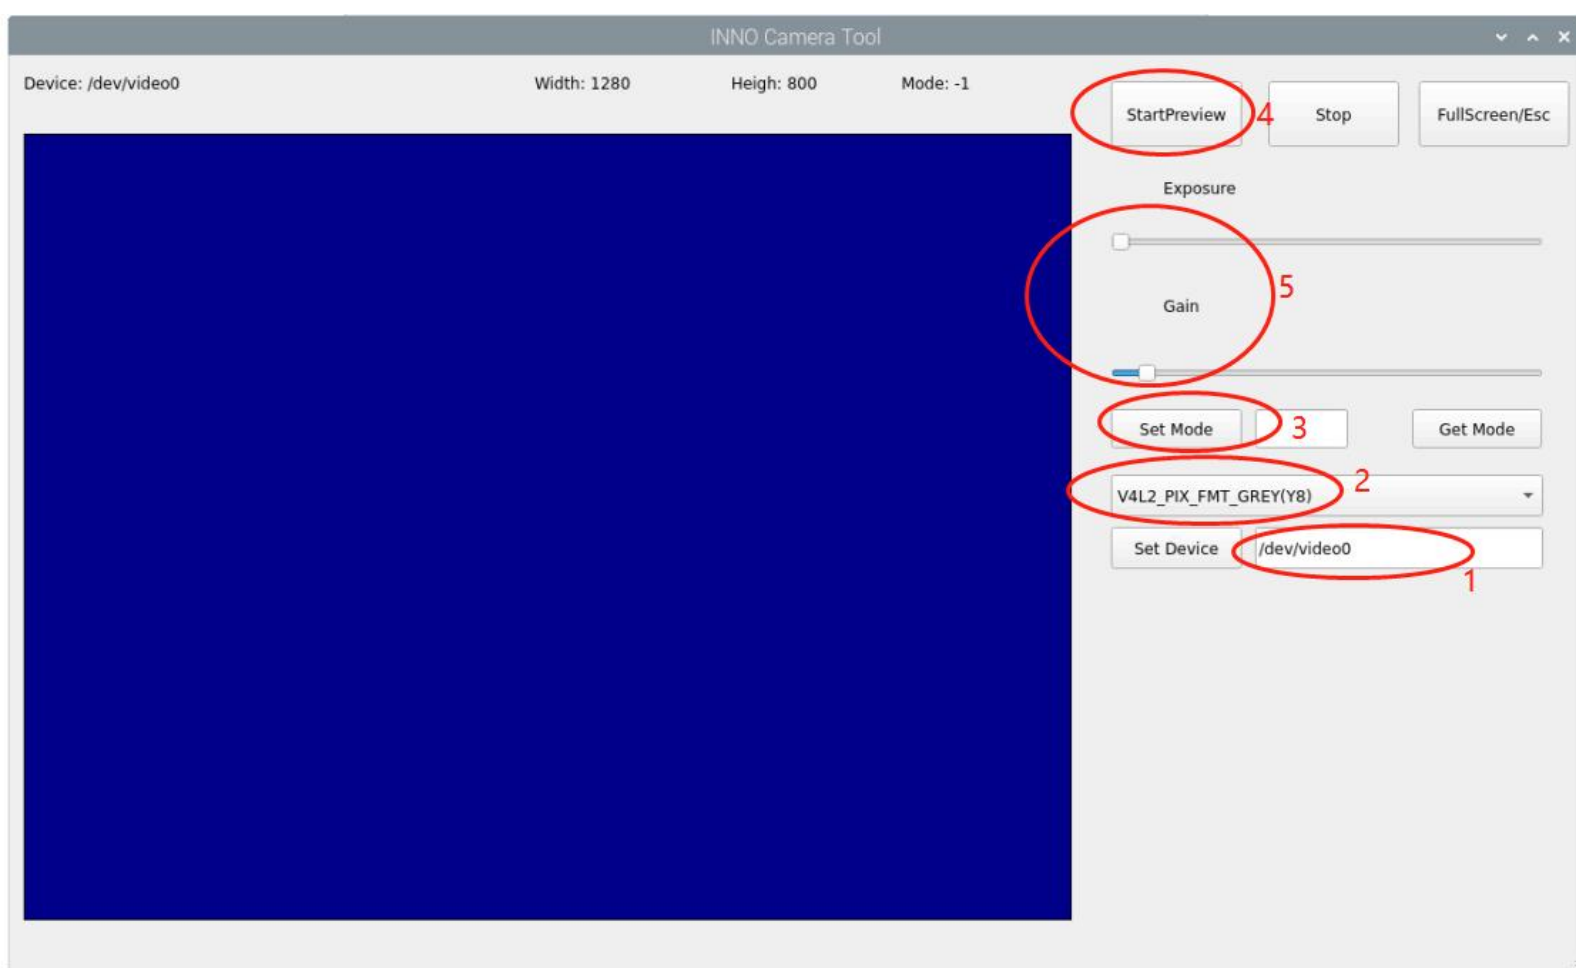 INNO Camera Tool
Device: /dev/video0 Width: 1280 Heigh: 800 Mode: -1
StartPreview 4 Stop FullScreen/Esc
Exposure
5
Gain
Set Mode 3 Get Mode
V4L2_PIX_FMT_GREY(Y8) 2
Set Device /dev/video0
1